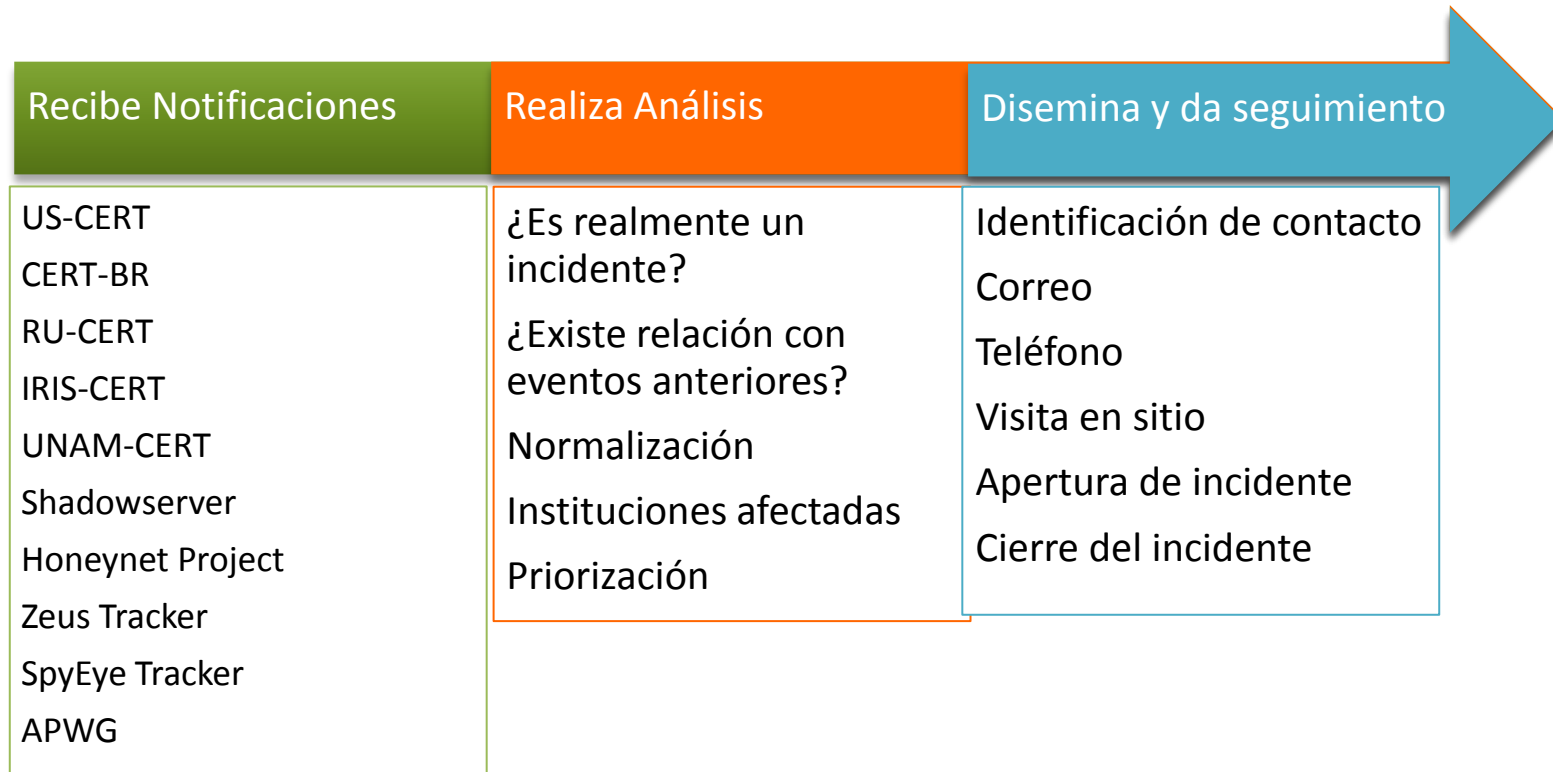 Recibe Notificaciones
US-CERT
CERT-BR
RU-CERT
IRIS-CERT
UNAM-CERT
Shadowserver
Honeynet Project
Zeus Tracker
SpyEye Tracker
APWG
Realiza Análisis
¿Es realmente un
incidente?
¿Existe relación con
eventos anteriores?
Normalización
Instituciones afectadas
Priorización
Disemina y da seguimiento
Identificación de contacto
Correo
Teléfono
Visita en sitio
Apertura de incidente
Cierre del incidente